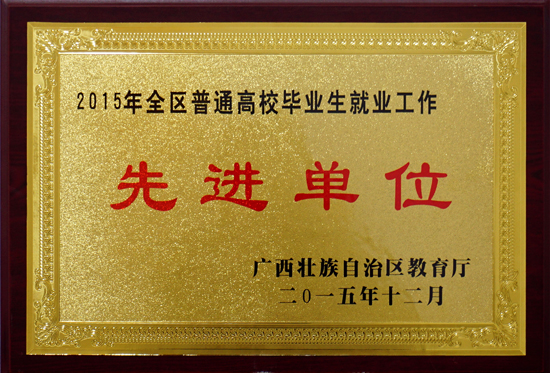 2015年全区普通高校毕业生就业工作
先进单位
广西壮族自治区教育厅
二〇一五年十二月